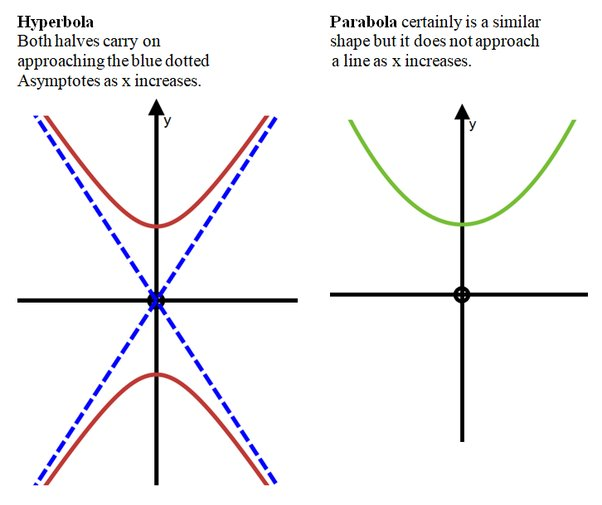 Hyperbola
Both halves carry on
approaching the blue dotted
Asymptotes as x increases.
Parabola certainly is a similar
shape but it does not approach
a line as x increases.
y
y